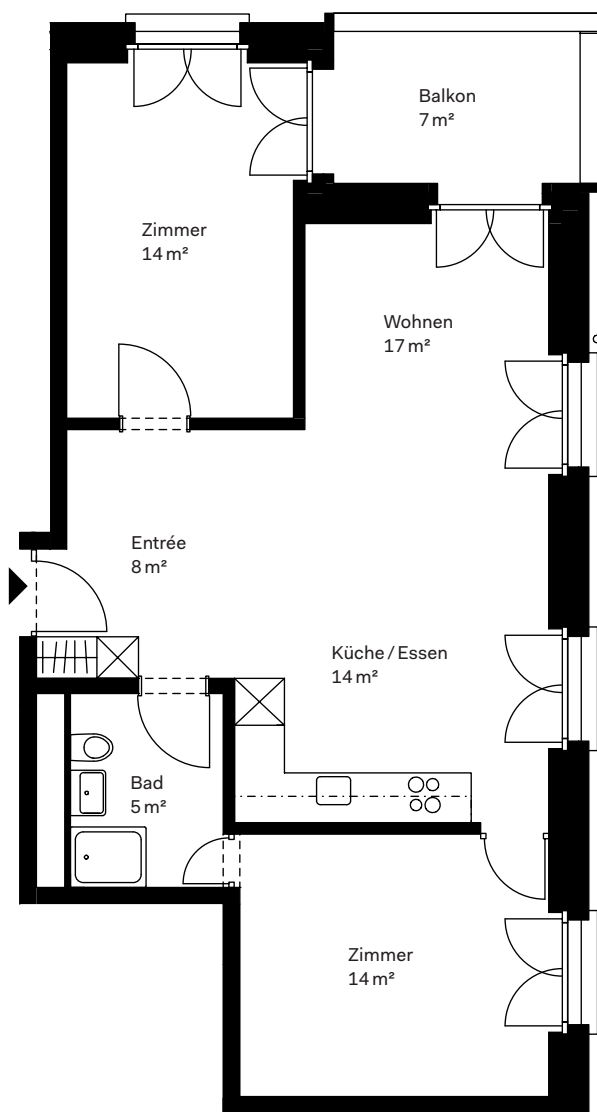 Balkon
7 m²
Zimmer
14 m²
Wohnen
17 m²
Entrée
8 m²
Küche / Essen
14 m²
Bad
5 m²
Zimmer
14 m²